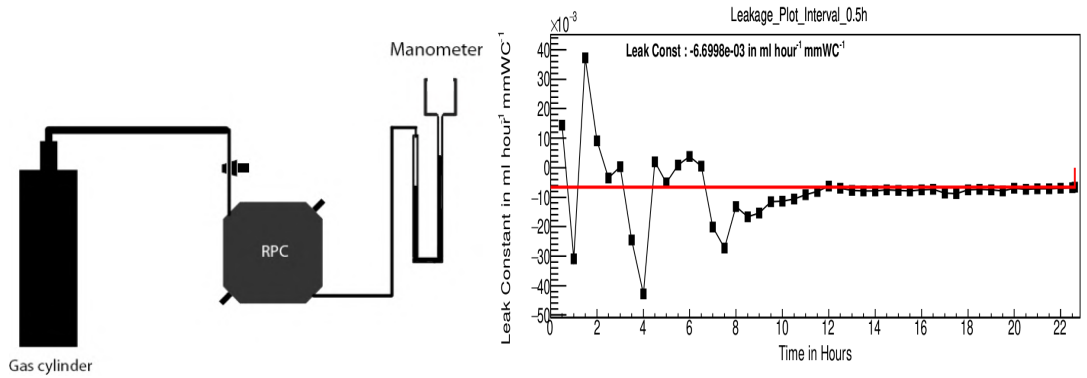 Manometer
RPC
Gas cylinder
Leakage_Plot_Interval_0.5h
×10⁻³
Leak Const : -6.6998e-03 in ml hour⁻¹ mmWC⁻¹
Leak Constant in ml hour⁻¹ mmWC⁻¹
40
30
20
10
0
−10
−20
−30
−40
−50
0 2 4 6 8 10 12 14 16 18 20 22
Time in Hours